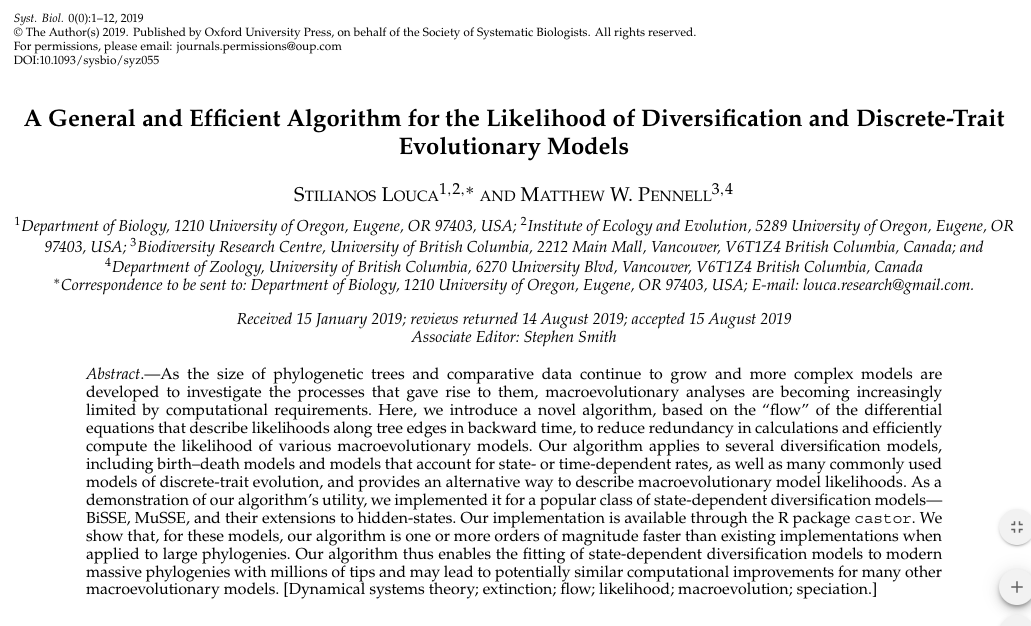 Syst. Biol. 0(0):1–12, 2019
© The Author(s) 2019. Published by Oxford University Press, on behalf of the Society of Systematic Biologists. All rights reserved.
For permissions, please email: journals.permissions@oup.com
DOI:10.1093/sysbio/syz055
A General and Efficient Algorithm for the Likelihood of Diversification and Discrete-Trait
Evolutionary Models
STILIANOS LOUCA1,2,∗ AND MATTHEW W. PENNELL3,4
1Department of Biology, 1210 University of Oregon, Eugene, OR 97403, USA; 2Institute of Ecology and Evolution, 5289 University of Oregon, Eugene, OR
97403, USA; 3Biodiversity Research Centre, University of British Columbia, 2212 Main Mall, Vancouver, V6T1Z4 British Columbia, Canada; and
4Department of Zoology, University of British Columbia, 6270 University Blvd, Vancouver, V6T1Z4 British Columbia, Canada
∗Correspondence to be sent to: Department of Biology, 1210 University of Oregon, Eugene, OR 97403, USA; E-mail: louca.research@gmail.com.
Received 15 January 2019; reviews returned 14 August 2019; accepted 15 August 2019
Associate Editor: Stephen Smith
Abstract.—As the size of phylogenetic trees and comparative data continue to grow and more complex models are
developed to investigate the processes that gave rise to them, macroevolutionary analyses are becoming increasingly
limited by computational requirements. Here, we introduce a novel algorithm, based on the “flow” of the differential
equations that describe likelihoods along tree edges in backward time, to reduce redundancy in calculations and efficiently
compute the likelihood of various macroevolutionary models. Our algorithm applies to several diversification models,
including birth–death models and models that account for state- or time-dependent rates, as well as many commonly used
models of discrete-trait evolution, and provides an alternative way to describe macroevolutionary model likelihoods. As a
demonstration of our algorithm’s utility, we implemented it for a popular class of state-dependent diversification models—
BiSSE, MuSSE, and their extensions to hidden-states. Our implementation is available through the R package castor. We
show that, for these models, our algorithm is one or more orders of magnitude faster than existing implementations when
applied to large phylogenies. Our algorithm thus enables the fitting of state-dependent diversification models to modern
massive phylogenies with millions of tips and may lead to potentially similar computational improvements for many other
macroevolutionary models. [Dynamical systems theory; extinction; flow; likelihood; macroevolution; speciation.]